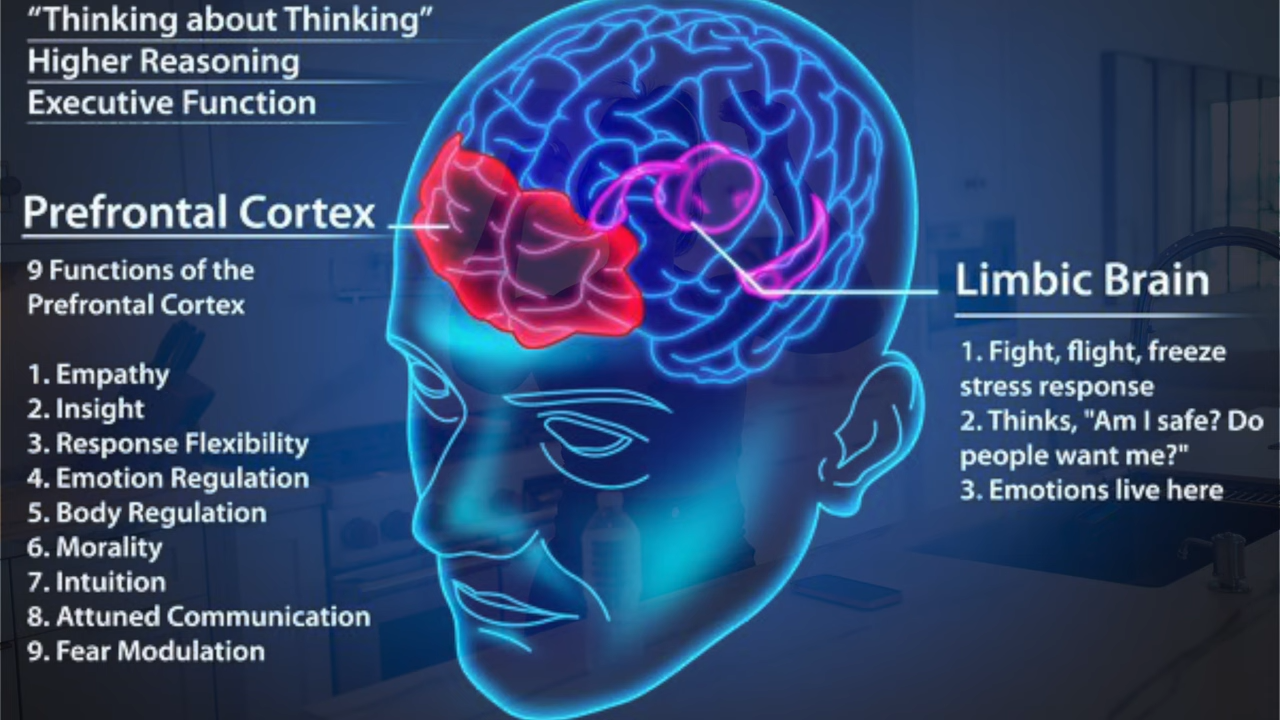 “Thinking about Thinking”
Higher Reasoning
Executive Function
Prefrontal Cortex
9 Functions of the
Prefrontal Cortex
1. Empathy
2. Insight
3. Response Flexibility
4. Emotion Regulation
5. Body Regulation
6. Morality
7. Intuition
8. Attuned Communication
9. Fear Modulation
Limbic Brain
1. Fight, flight, freeze
stress response
2. Thinks, "Am I safe? Do
people want me?"
3. Emotions live here